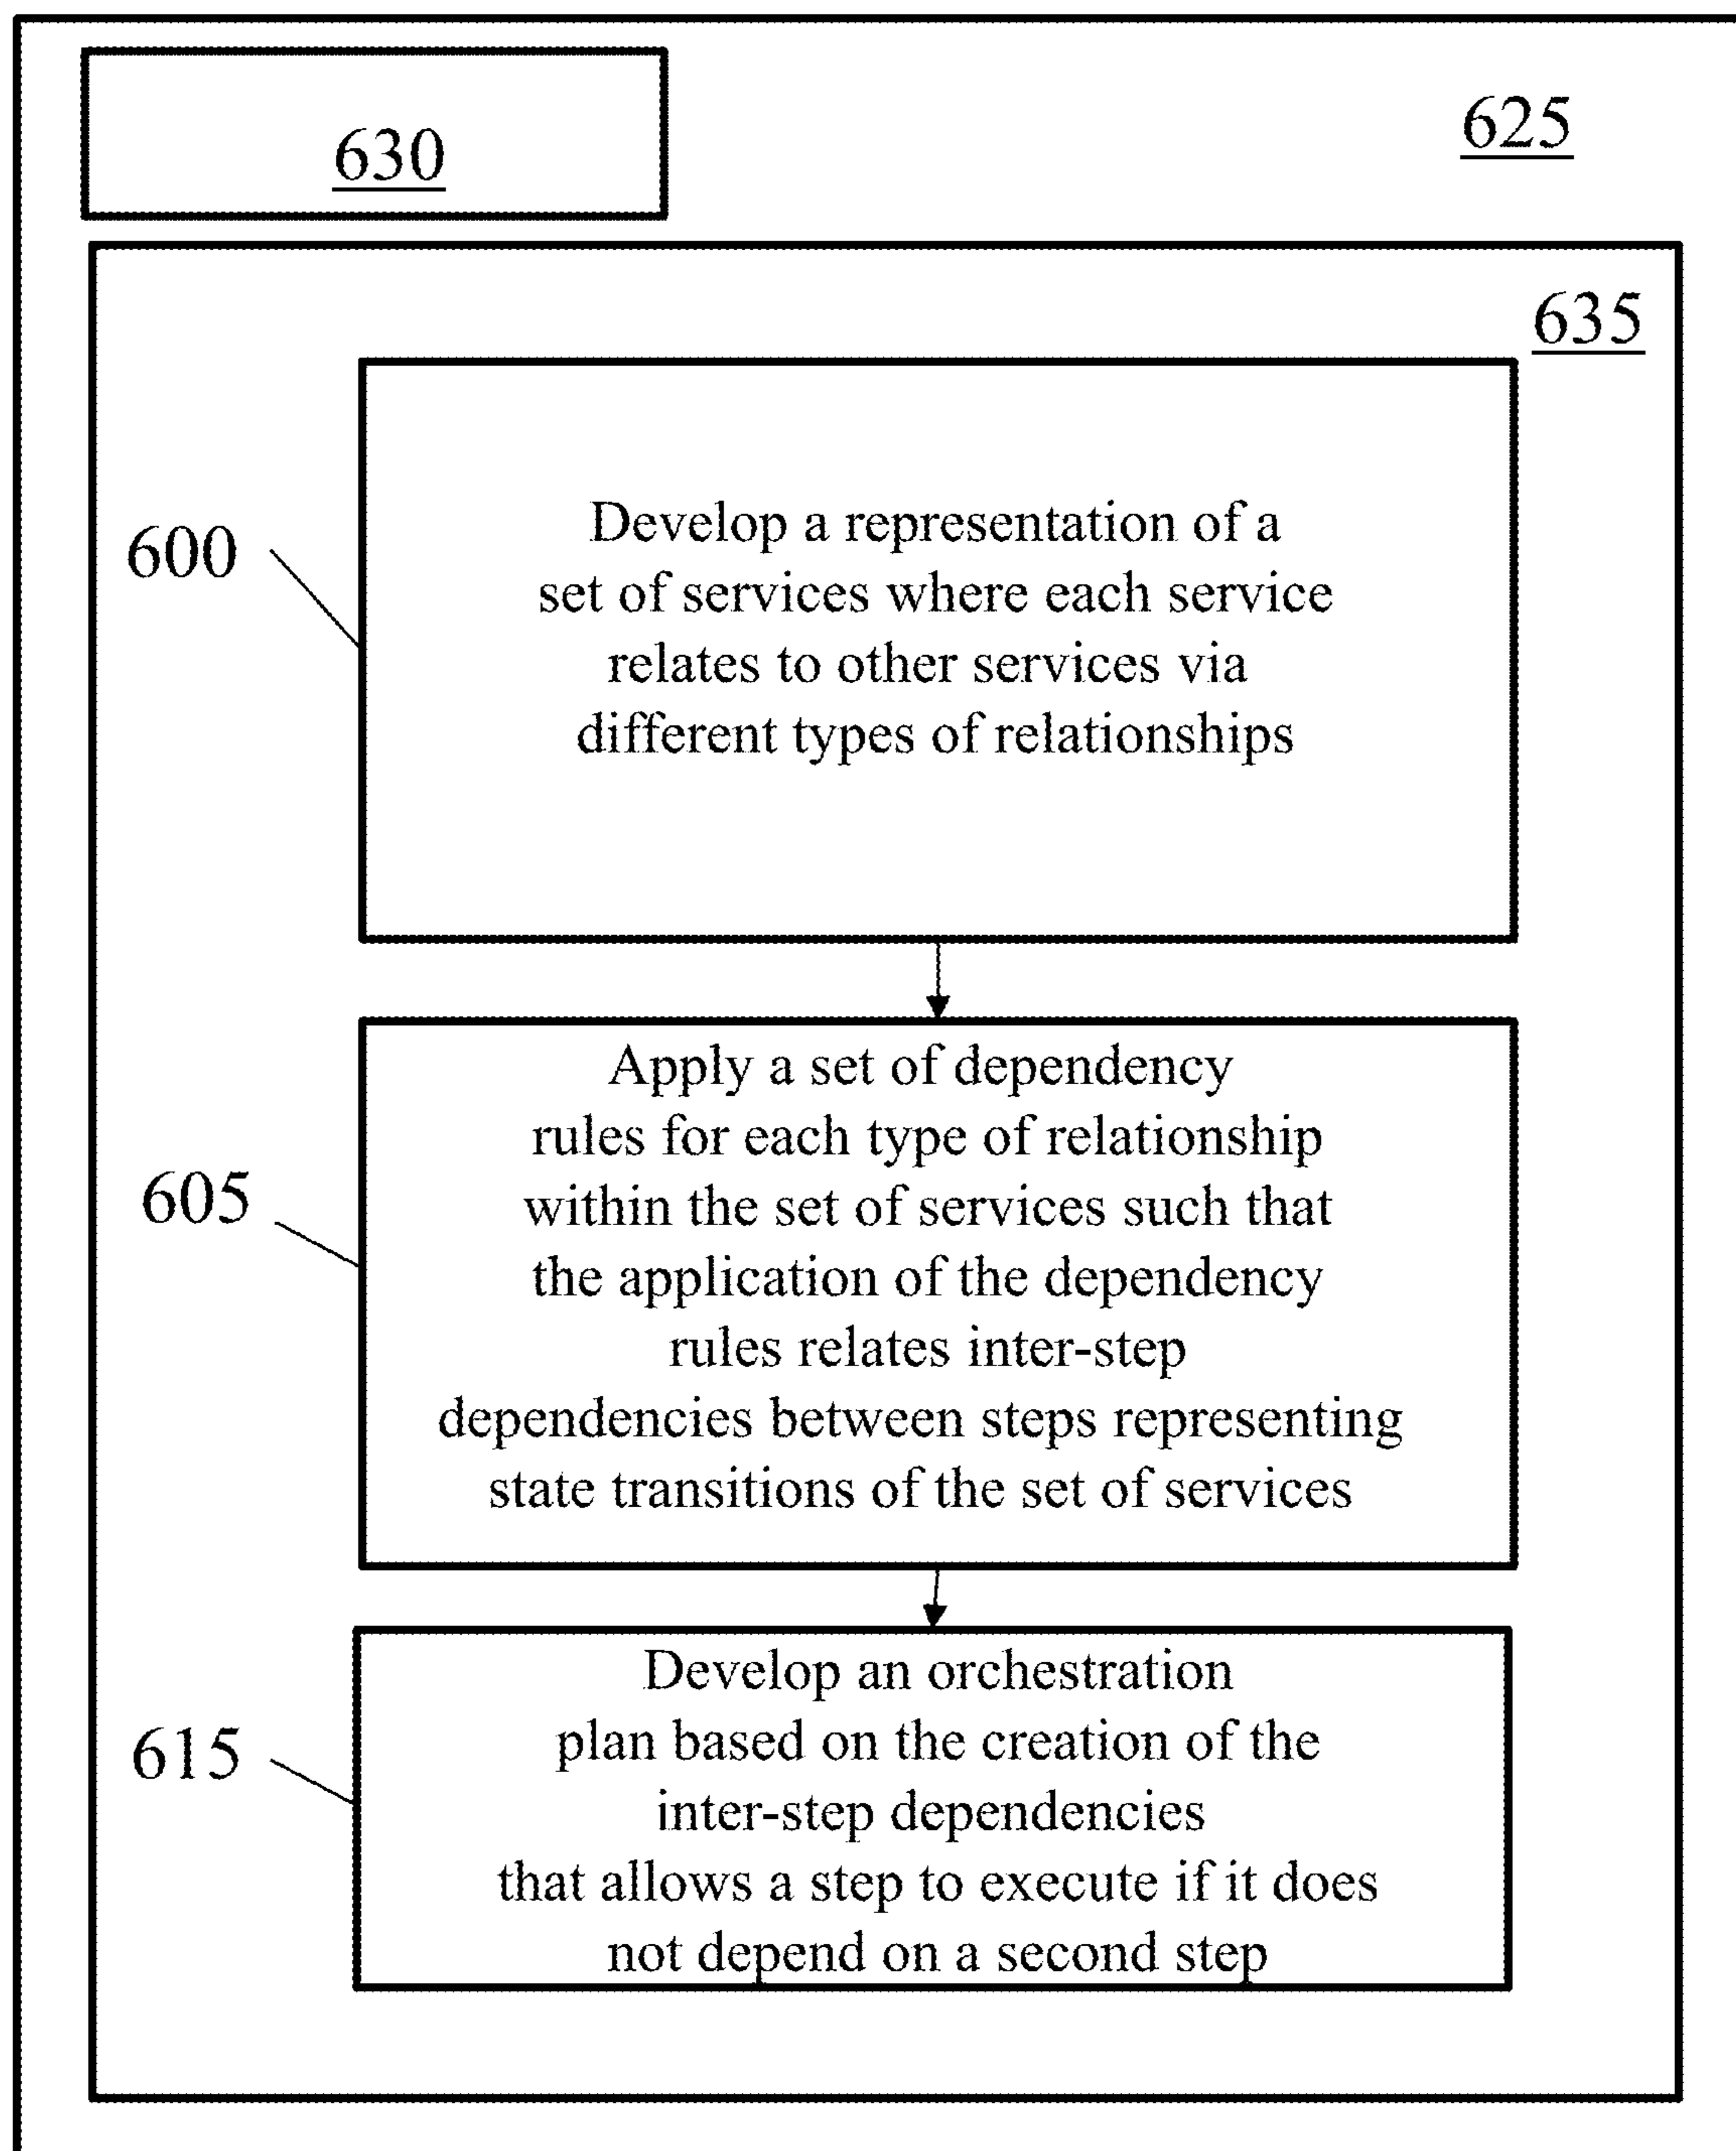 630
625
635
600
Develop a representation of a
set of services where each service
relates to other services via
different types of relationships
605
Apply a set of dependency
rules for each type of relationship
within the set of services such that
the application of the dependency
rules relates inter-step
dependencies between steps representing
state transitions of the set of services
615
Develop an orchestration
plan based on the creation of the
inter-step dependencies
that allows a step to execute if it does
not depend on a second step